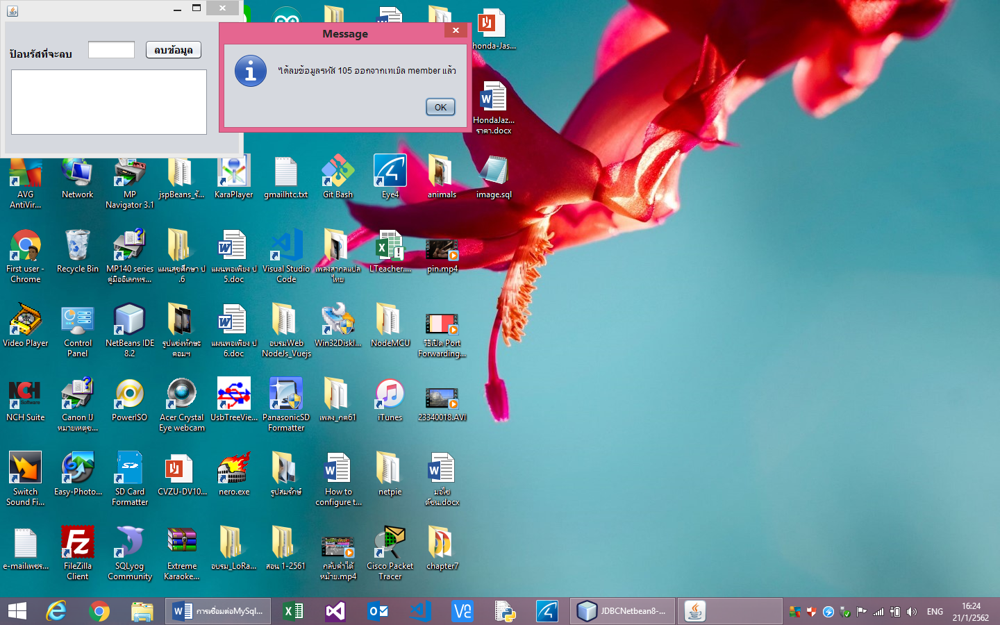 ป้อนรัสที่จะลบ
ลบข้อมูล
Message
ได้ลบข้อมูลรหัส 105 ออกจากเทเบิล member แล้ว
OK
honda-Jas...
HondaJaz...
ราคา.docx
AVG
AntiVir...
Network
MP
Navigator 3.1
jspBeans_รั...
KaraPlayer
gmailhtc.txt
Git Bash
Eye4
animals
image.sql
First user -
Chrome
Recycle Bin
MP140 series
คู่มืออิเลกทร...
แผนสุขศึกษา ป
.6
แผนพอเพียง ป
5.doc
Visual Studio
Code
เพลงสากลแปล
ไทย
LTeacher....
pin.mp4
Video Player
Control
Panel
NetBeans IDE
8.2
รูปแข่งทักษะ
คอมฯ
แผนพอเพียง ป
6.doc
อบรมWeb
NodeJs_Vuejs
Win32DiskI...
NodeMCU
วิธีเปิด Port
Forwarding...
NCH Suite
Canon IJ
หมายเหตุข...
PowerISO
Acer Crystal
Eye webcam
UsbTreeVie...
PanasonicSD
Formatter
เพลง_กค61
iTunes
23340018.AVI
Switch
Sound Fi...
Easy-Photo...
SD Card
Formatter
CVZU-DV10...
nero.exe
รูปสมรักษ์
How to
configure t...
netpie
มอไซ
ค์ชน.docx
e-mailเพชร...
FileZilla
Client
SQLyog
Community
Extreme
Karaoke...
อบรม_LoRa...
สอน 1-2561
กลับคำได้
หม้าย.mp4
Cisco Packet
Tracer
chapter7
การเชื่อมต่อMySql...
JDBCNetbean8-...
ENG
16:24
21/1/2562